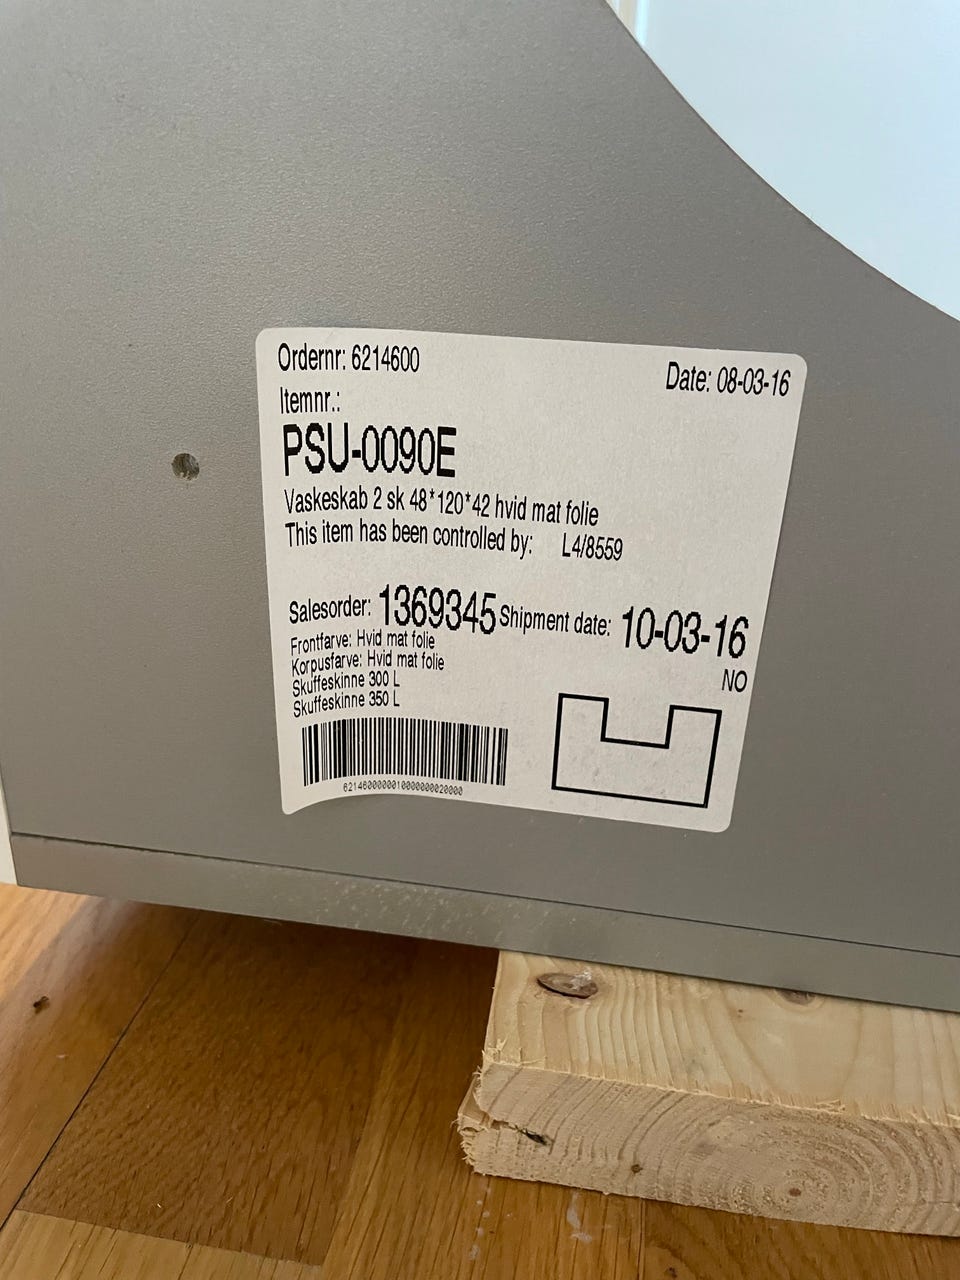 Ordernr: 6214600
Date: 08-03-16
Itemnr.:
PSU-0090E
Vaskeskab 2 sk 48*120*42 hvid mat folie
This item has been controlled by: L4/8559
Salesorder: 1369345 Shipment date: 10-03-16
NO
Frontfarve: Hvid mat folie
Korpusfarve: Hvid mat folie
Skuffeskinne 300 L
Skuffeskinne 350 L